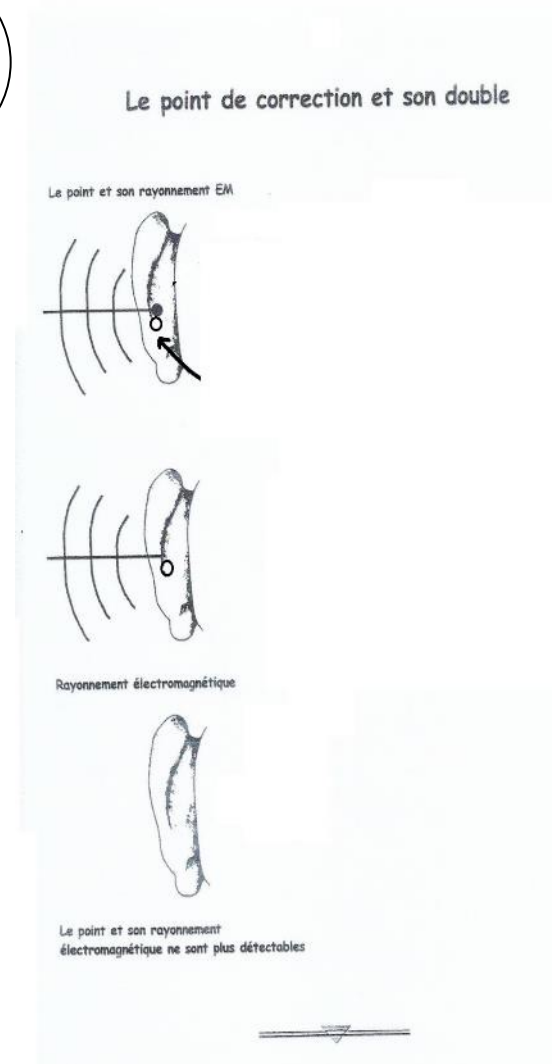 Le point de correction et son double
Le point et son rayonnement EM
Rayonnement électromagnétique
Le point et son rayonnement
électromagnétique ne sont plus détectables